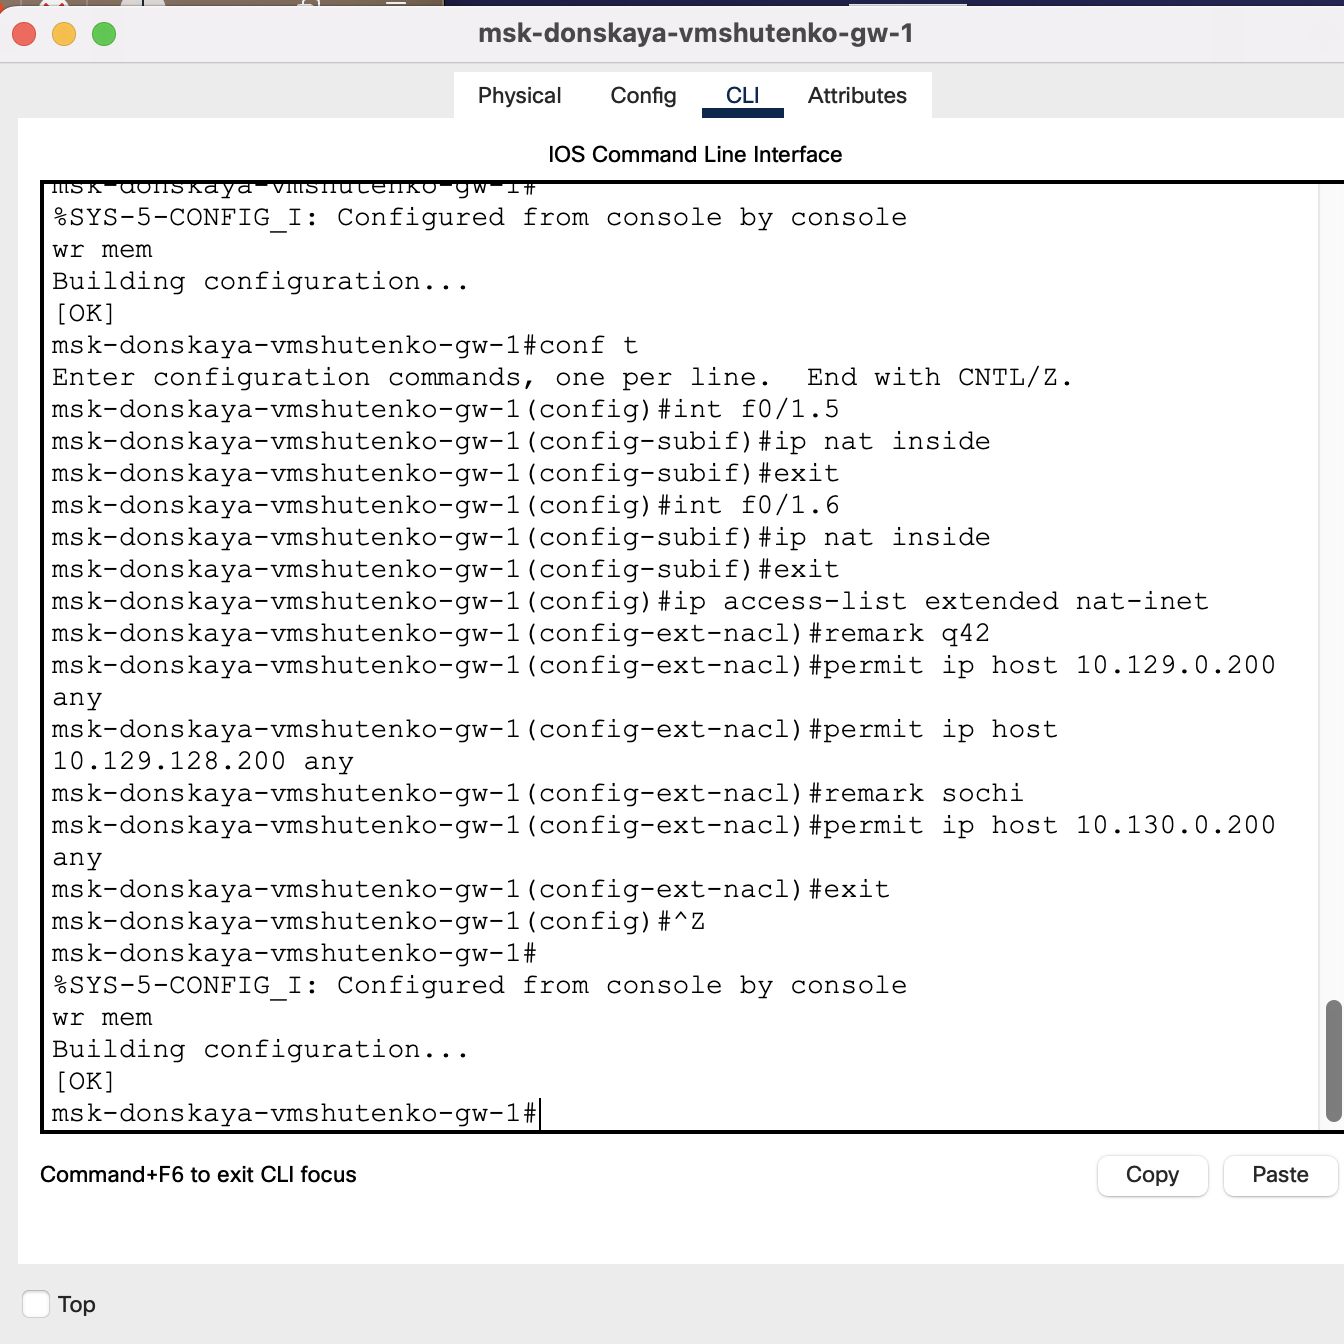 msk-donskaya-vmshutenko-gw-1
Physical Config CLI Attributes
IOS Command Line Interface
msk-donskaya-vmshutenko-gw-1#
%SYS-5-CONFIG_I: Configured from console by console
wr mem
Building configuration...
[OK]
msk-donskaya-vmshutenko-gw-1#conf t
Enter configuration commands, one per line.  End with CNTL/Z.
msk-donskaya-vmshutenko-gw-1(config)#int f0/1.5
msk-donskaya-vmshutenko-gw-1(config-subif)#ip nat inside
msk-donskaya-vmshutenko-gw-1(config-subif)#exit
msk-donskaya-vmshutenko-gw-1(config)#int f0/1.6
msk-donskaya-vmshutenko-gw-1(config-subif)#ip nat inside
msk-donskaya-vmshutenko-gw-1(config-subif)#exit
msk-donskaya-vmshutenko-gw-1(config)#ip access-list extended nat-inet
msk-donskaya-vmshutenko-gw-1(config-ext-nacl)#remark q42
msk-donskaya-vmshutenko-gw-1(config-ext-nacl)#permit ip host 10.129.0.200
any
msk-donskaya-vmshutenko-gw-1(config-ext-nacl)#permit ip host
10.129.128.200 any
msk-donskaya-vmshutenko-gw-1(config-ext-nacl)#remark sochi
msk-donskaya-vmshutenko-gw-1(config-ext-nacl)#permit ip host 10.130.0.200
any
msk-donskaya-vmshutenko-gw-1(config-ext-nacl)#exit
msk-donskaya-vmshutenko-gw-1(config)#^Z
msk-donskaya-vmshutenko-gw-1#
%SYS-5-CONFIG_I: Configured from console by console
wr mem
Building configuration...
[OK]
msk-donskaya-vmshutenko-gw-1#
Command+F6 to exit CLI focus
Copy Paste
Top